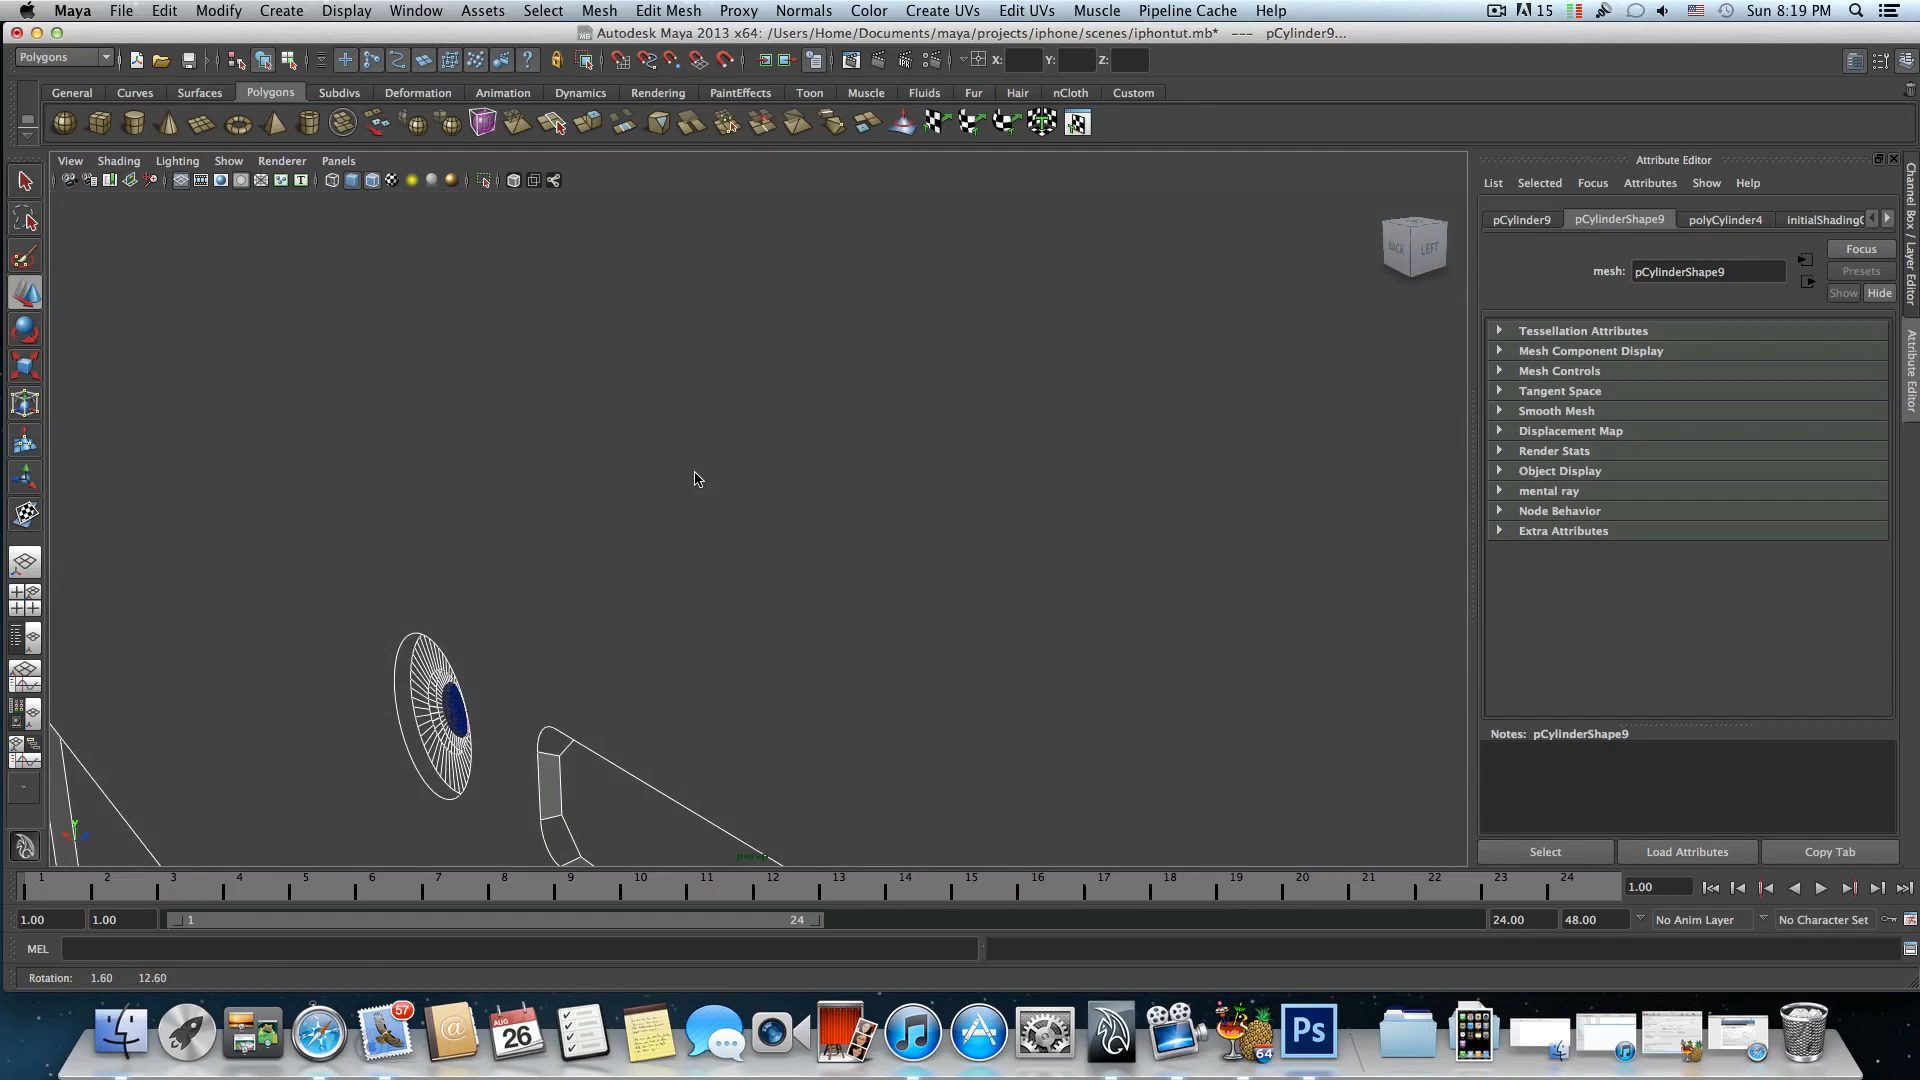 Maya File Edit Modify Create Display Window Assets Select Mesh Edit Mesh Proxy Normals Color Create UVs Edit UVs Muscle Pipeline Cache Help 15 Sun 8:19 PM
Autodesk Maya 2013 x64: /Users/Home/Documents/maya/projects/iphone/scenes/iphontut.mb* --- pCylinder9...
Polygons X: Y: Z:
General Curves Surfaces Polygons Subdivs Deformation Animation Dynamics Rendering PaintEffects Toon Muscle Fluids Fur Hair nCloth Custom
View Shading Lighting Show Renderer Panels
BACK LEFT
persp
Attribute Editor
List Selected Focus Attributes Show Help
pCylinder9 pCylinderShape9 polyCylinder4 initialShadingG
Focus
mesh: pCylinderShape9 Presets
Show Hide
Tessellation Attributes
Mesh Component Display
Mesh Controls
Tangent Space
Smooth Mesh
Displacement Map
Render Stats
Object Display
mental ray
Node Behavior
Extra Attributes
Notes: pCylinderShape9
Select Load Attributes Copy Tab
Channel Box / Layer Editor
Attribute Editor
1 2 3 4 5 6 7 8 9 10 11 12 13 14 15 16 17 18 19 20 21 22 23 24 1.00
1.00 1.00 1 24 24.00 48.00 No Anim Layer No Character Set
MEL
Rotation: 1.60 12.60
57
AUG 26
64
Ps